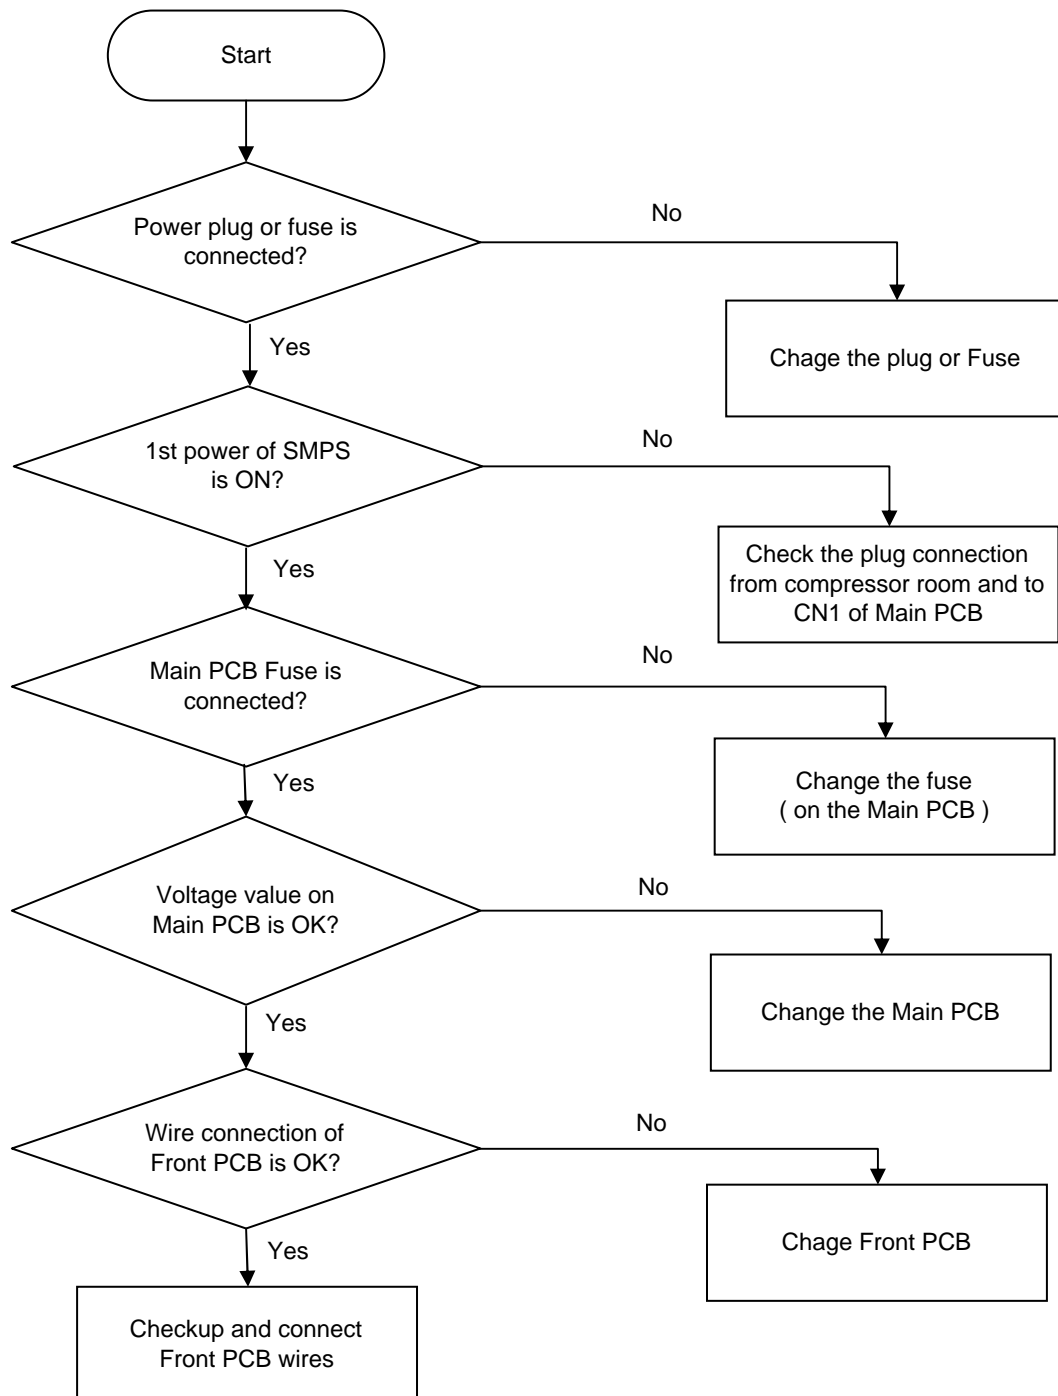 Start
Power plug or fuse is
connected?
No
Chage the plug or Fuse
Yes
1st power of SMPS
is ON?
No
Check the plug connection
from compressor room and to
CN1 of Main PCB
Yes
Main PCB Fuse is
connected?
No
Change the fuse
( on the Main PCB )
Yes
Voltage value on
Main PCB is OK?
No
Change the Main PCB
Yes
Wire connection of
Front PCB is OK?
No
Chage Front PCB
Yes
Checkup and connect
Front PCB wires